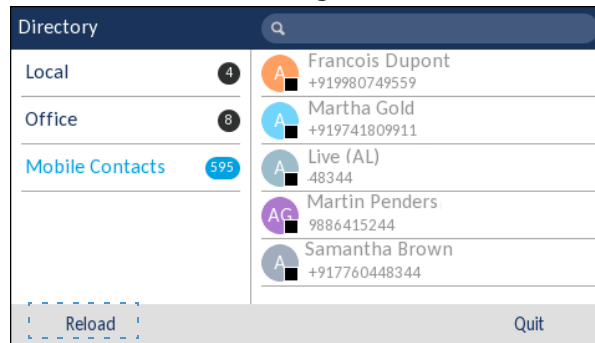 Directory
Local 4
Office 8
Mobile Contacts 595
A Francois Dupont
+919980749559
A Martha Gold
+919741809911
A Live (AL)
48344
AG Martin Penders
9886415244
A Samantha Brown
+917760448344
Reload Quit